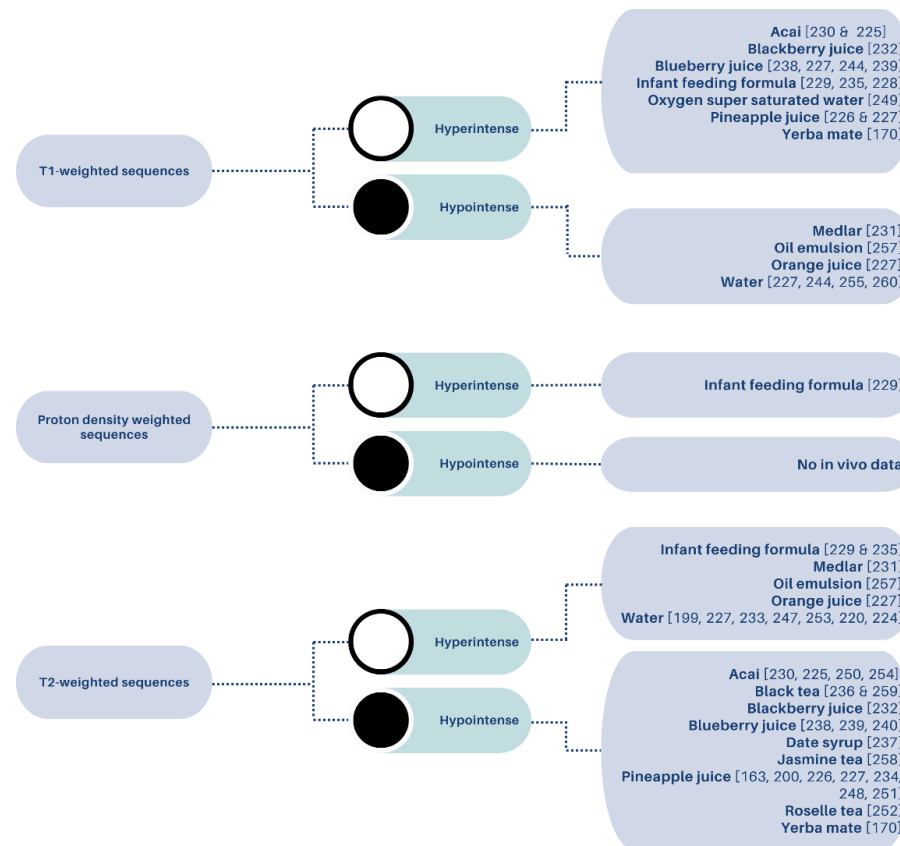 T1-weighted sequences
Hyperintense
Acai [230 & 225]
Blackberry juice [232]
Blueberry juice [238, 227, 244, 239]
Infant feeding formula [229, 235, 228]
Oxygen super saturated water [249]
Pineapple juice [226 & 227]
Yerba mate [170]
Hypointense
Medlar [231]
Oil emulsion [257]
Orange juice [227]
Water [227, 244, 255, 260]
Proton density weighted
sequences
Hyperintense
Infant feeding formula [229]
Hypointense
No in vivo data
T2-weighted sequences
Hyperintense
Infant feeding formula [229 & 235]
Medlar [231]
Oil emulsion [257]
Orange juice [227]
Water [199, 227, 233, 247, 253, 220, 224]
Hypointense
Acai [230, 225, 250, 254]
Black tea [236 & 259]
Blackberry juice [232]
Blueberry juice [238, 239, 240]
Date syrup [237]
Jasmine tea [258]
Pineapple juice [163, 200, 226, 227, 234,
248, 251]
Roselle tea [252]
Yerba mate [170]